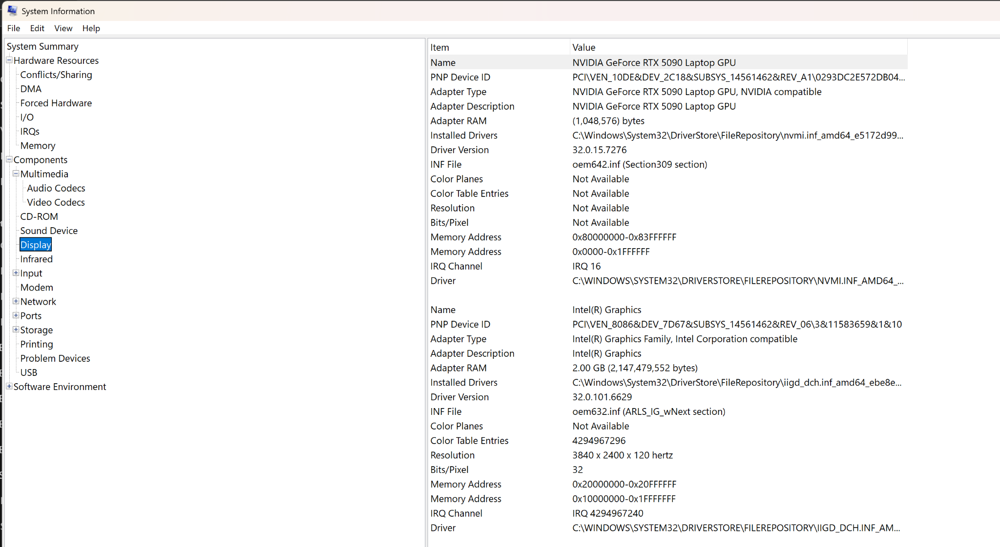 System Information
File Edit View Help
System Summary
Hardware Resources
Conflicts/Sharing
DMA
Forced Hardware
I/O
IRQs
Memory
Components
Multimedia
Audio Codecs
Video Codecs
CD-ROM
Sound Device
Display
Infrared
Input
Modem
Network
Ports
Storage
Printing
Problem Devices
USB
Software Environment
Item Value
Name NVIDIA GeForce RTX 5090 Laptop GPU
PNP Device ID PCI\VEN_10DE&DEV_2C18&SUBSYS_14561462&REV_A1\0293DC2E572DB04...
Adapter Type NVIDIA GeForce RTX 5090 Laptop GPU, NVIDIA compatible
Adapter Description NVIDIA GeForce RTX 5090 Laptop GPU
Adapter RAM (1,048,576) bytes
Installed Drivers C:\Windows\System32\DriverStore\FileRepository\nvmi.inf_amd64_e5172d99...
Driver Version 32.0.15.7276
INF File oem642.inf (Section309 section)
Color Planes Not Available
Color Table Entries Not Available
Resolution Not Available
Bits/Pixel Not Available
Memory Address 0x80000000-0x83FFFFFF
Memory Address 0x0000-0x1FFFFFF
IRQ Channel IRQ 16
Driver C:\WINDOWS\SYSTEM32\DRIVERSTORE\FILEREPOSITORY\NVMI.INF_AMD64_...
Name Intel(R) Graphics
PNP Device ID PCI\VEN_8086&DEV_7D67&SUBSYS_14561462&REV_06\3&11583659&1&10
Adapter Type Intel(R) Graphics Family, Intel Corporation compatible
Adapter Description Intel(R) Graphics
Adapter RAM 2.00 GB (2,147,479,552 bytes)
Installed Drivers C:\Windows\System32\DriverStore\FileRepository\iigd_dch.inf_amd64_ebe8e...
Driver Version 32.0.101.6629
INF File oem632.inf (ARLS_IG_wNext section)
Color Planes Not Available
Color Table Entries 4294967296
Resolution 3840 x 2400 x 120 hertz
Bits/Pixel 32
Memory Address 0x20000000-0x20FFFFFF
Memory Address 0x10000000-0x1FFFFFFF
IRQ Channel IRQ 4294967240
Driver C:\WINDOWS\SYSTEM32\DRIVERSTORE\FILEREPOSITORY\IIGD_DCH.INF_AM...